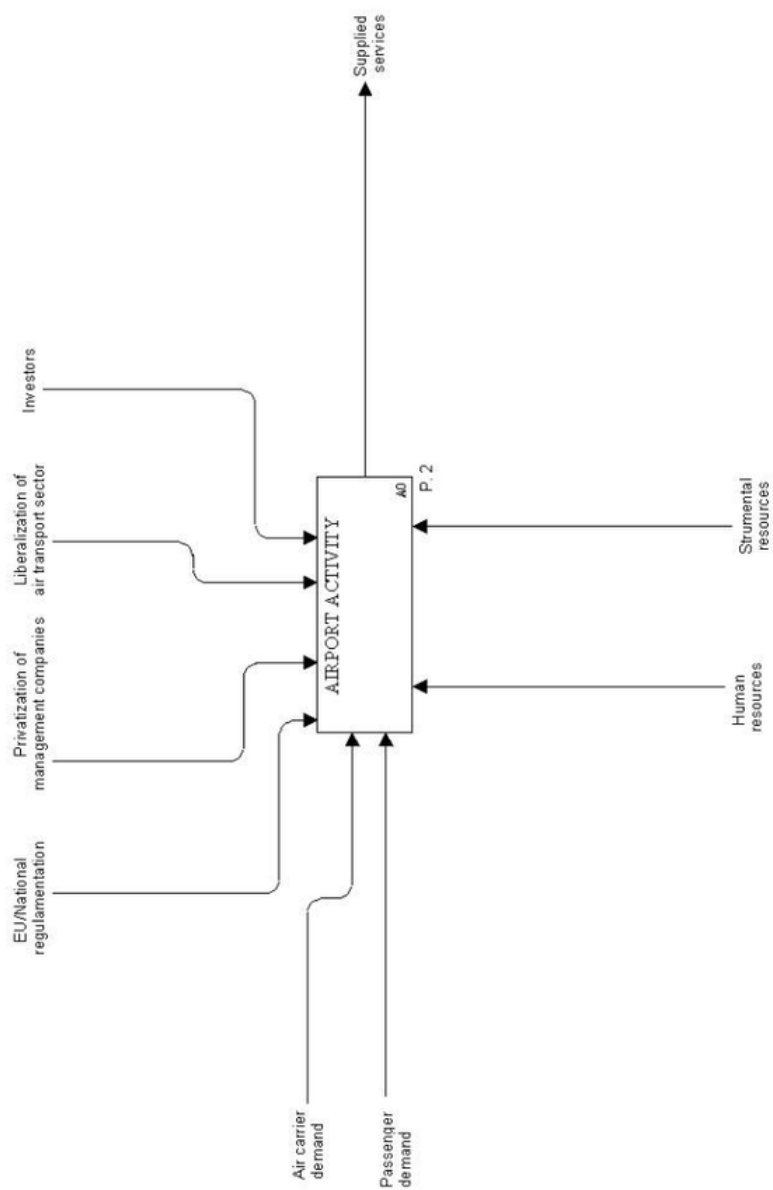 EU/National
regulamentation
Privatization of
management companies
Liberalization of
air transport sector
Investors
Air carrier
demand
Passenger
demand
AIRPORT ACTIVITY
A0
P. 2
Supplied
services
Human
resources
Strumental
resources